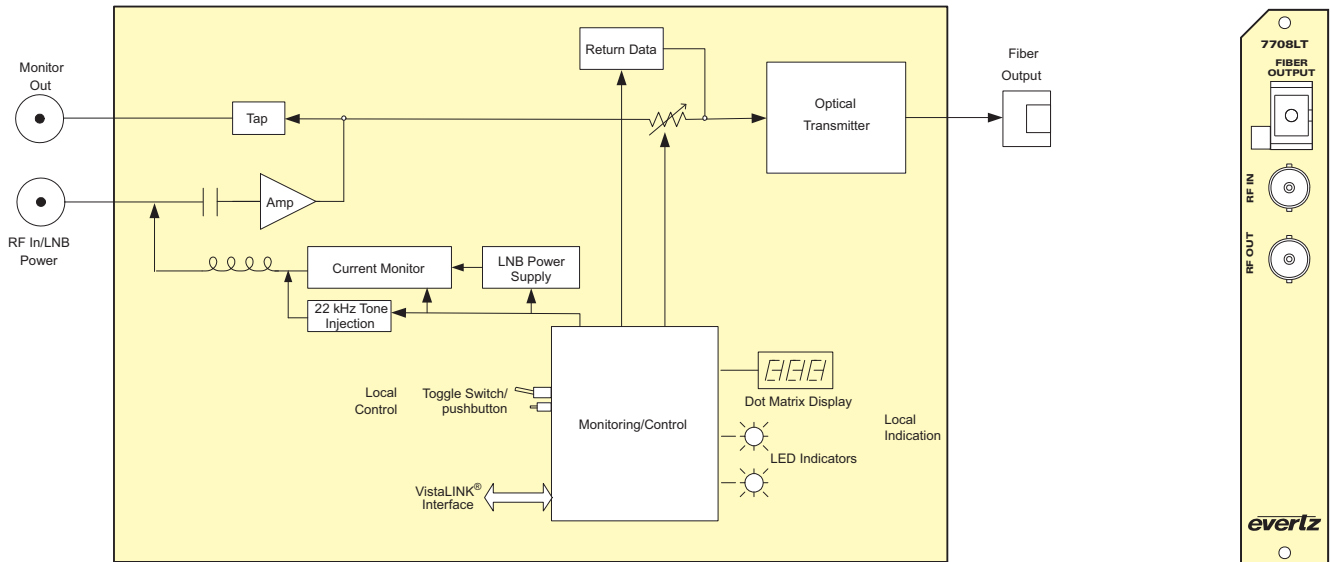 Monitor
Out
RF In/LNB
Power
Tap
Amp
Return Data
Optical
Transmitter
Fiber
Output
Current Monitor
LNB Power
Supply
22 kHz Tone
Injection
Local
Control
Toggle Switch/
pushbutton
Monitoring/Control
Dot Matrix Display
Local
Indication
LED Indicators
VistaLINK®
Interface
7708LT
FIBER
OUTPUT
RF IN
RF OUT
evertz